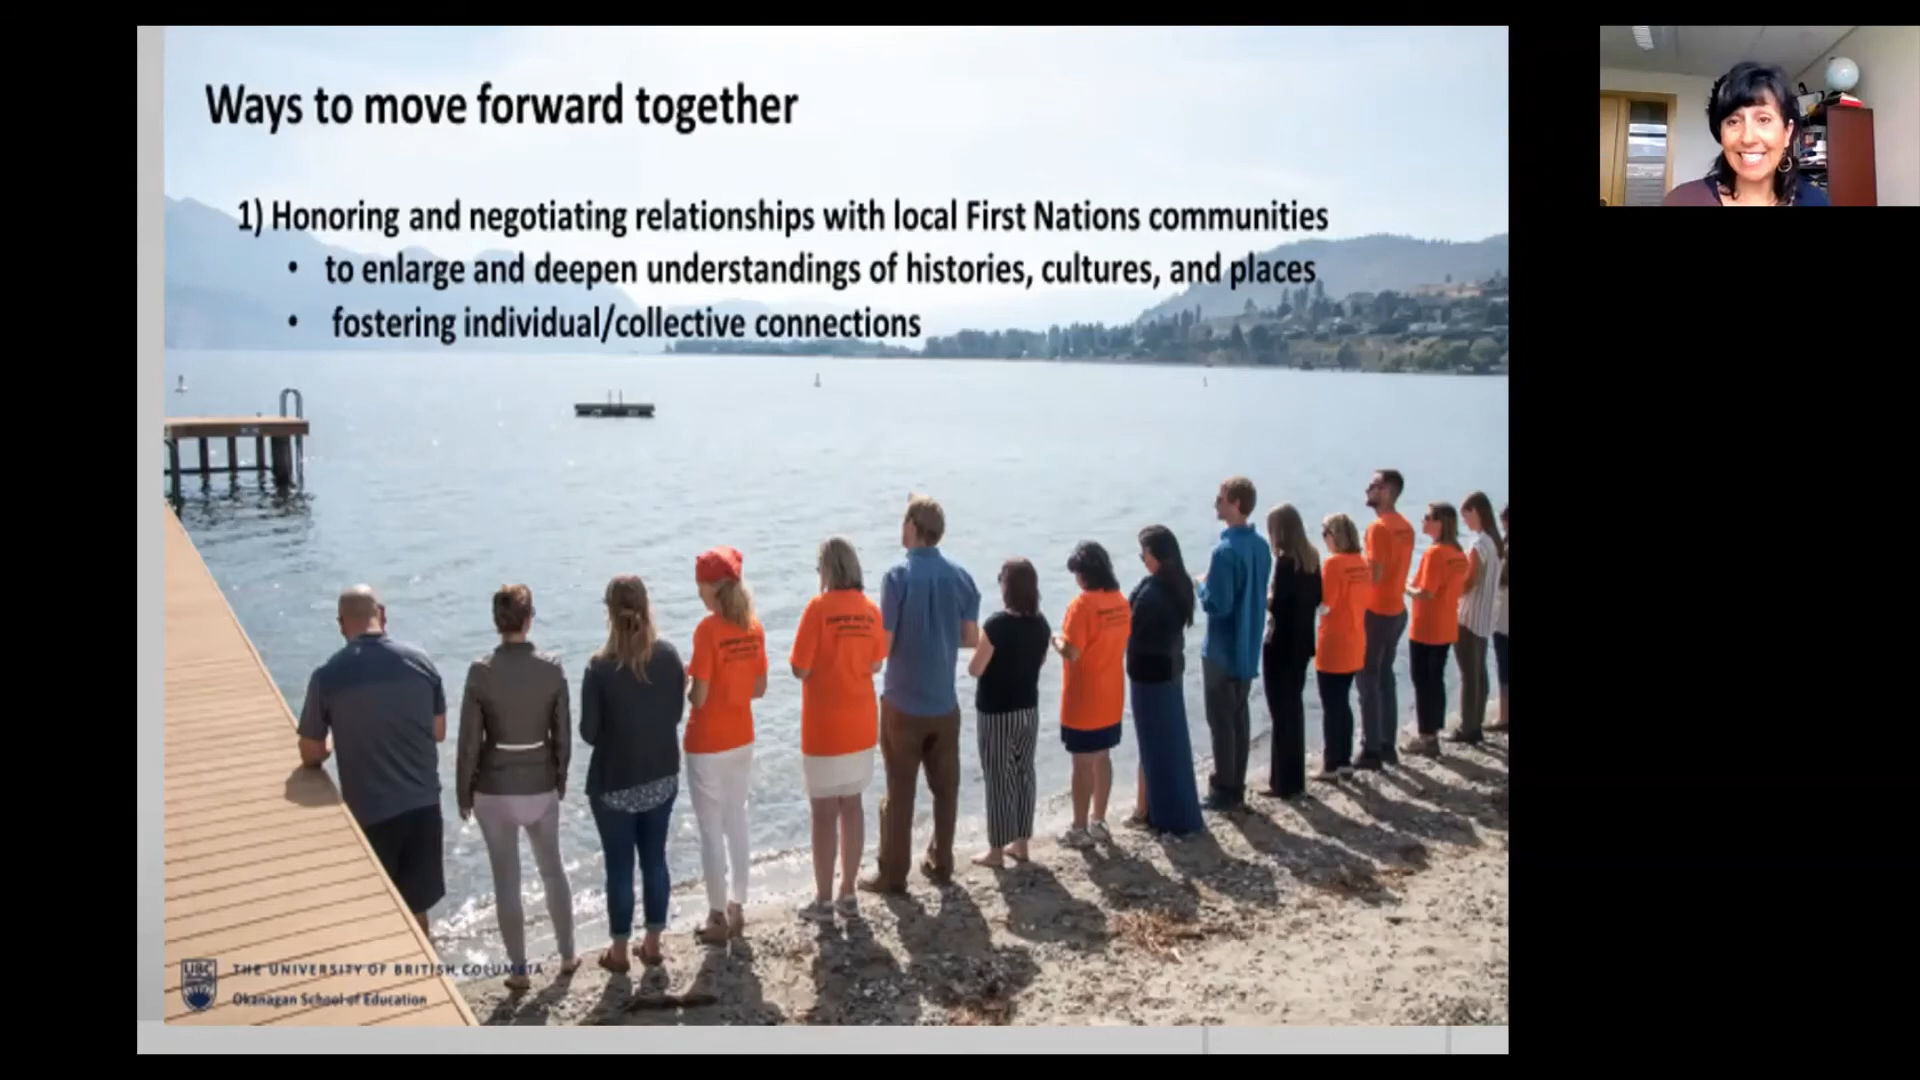 Ways to move forward together
1) Honoring and negotiating relationships with local First Nations communities
• to enlarge and deepen understandings of histories, cultures, and places
• fostering individual/collective connections
UBC
THE UNIVERSITY OF BRITISH COLUMBIA
Okanagan School of Education